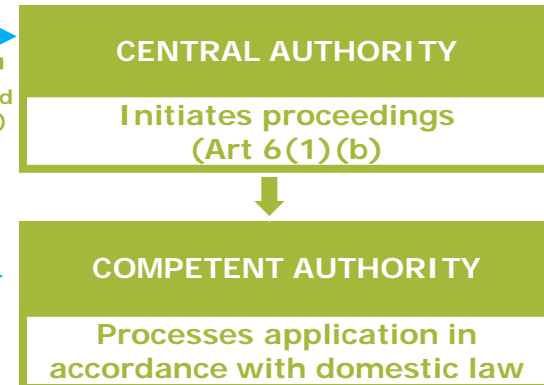 CENTRAL AUTHORITY
Initiates proceedings
(Art 6(1)(b)
COMPETENT AUTHORITY
Processes application in
accordance with domestic law